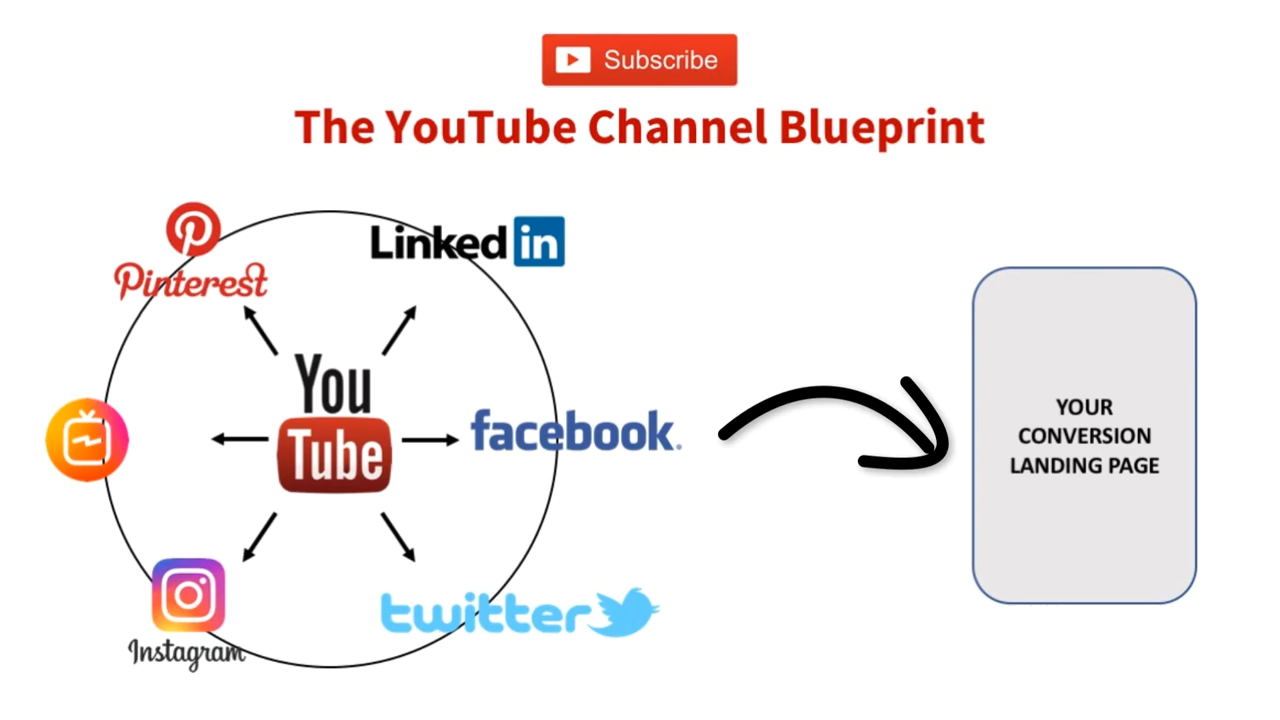 Subscribe
The YouTube Channel Blueprint
Pinterest
Linked in
You
Tube
facebook.
Instagram
twitter
YOUR
CONVERSION
LANDING PAGE